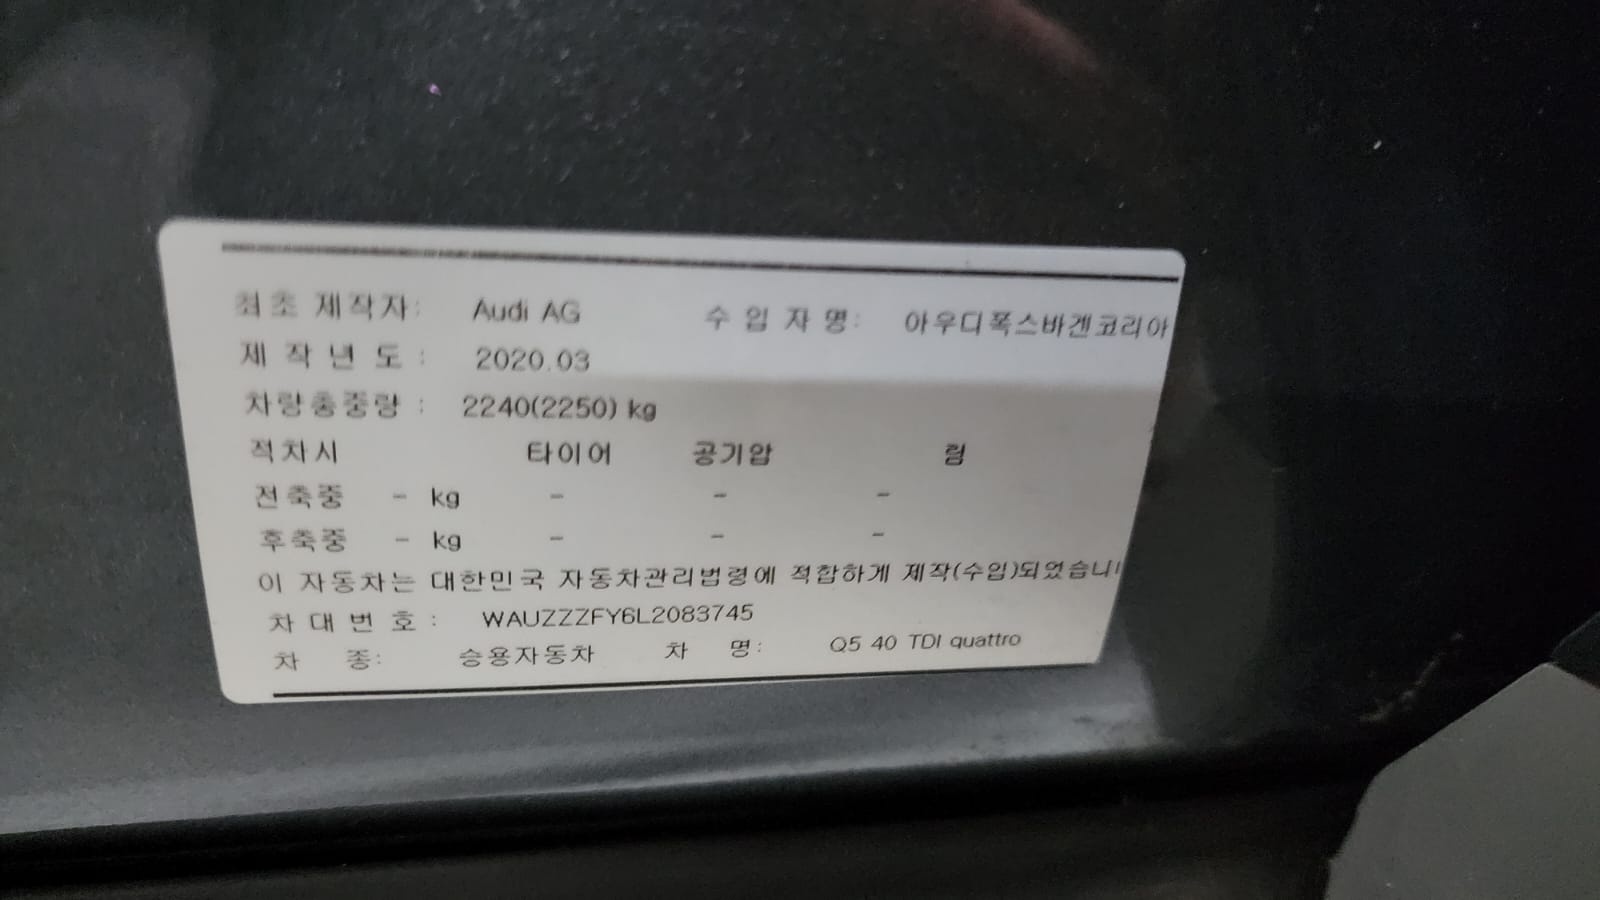 최초 제작자: Audi AG 수 입 자 명: 아우디폭스바겐코리아
제 작 년 도 : 2020.03
차량총중량 : 2240(2250) kg
적차시 타이어 공기압 림
전축중 - kg - - -
후축중 - kg - - -
이 자동차는 대한민국 자동차관리법령에 적합하게 제작(수입)되었습니
차 대 번 호 : WAUZZZFY6L2083745
차 종: 승용자동차 차 명: Q5 40 TDI quattro